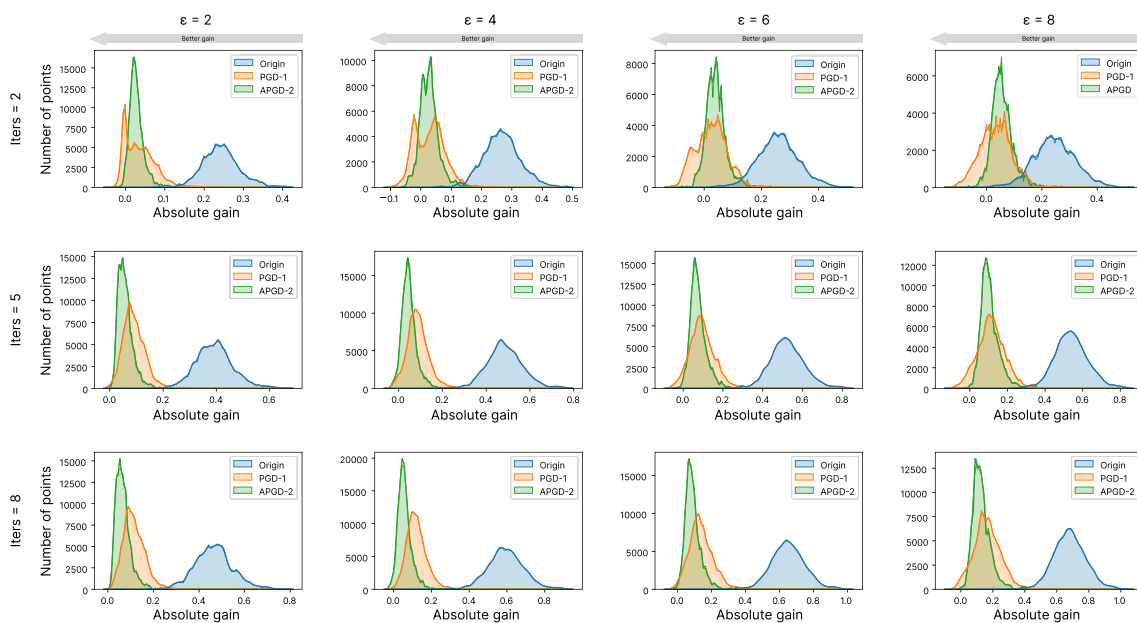 ε = 2 ε = 4 ε = 6 ε = 8
Better gain Better gain Better gain Better gain
Iters = 2
Number of points
15000
12500
10000
7500
5000
2500
0
0.0 0.1 0.2 0.3 0.4
Absolute gain
Origin
PGD-1
APGD-2
10000
8000
6000
4000
2000
0
−0.1 0.0 0.1 0.2 0.3 0.4 0.5
Absolute gain
Origin
PGD-1
APGD-2
8000
6000
4000
2000
0
0.0 0.2 0.4
Absolute gain
Origin
PGD-1
APGD-2
6000
4000
2000
0
0.0 0.2 0.4
Absolute gain
Origin
PGD-1
APGD
Iters = 5
Number of points
15000
12500
10000
7500
5000
2500
0
0.0 0.2 0.4 0.6
Absolute gain
Origin
PGD-1
APGD-2
15000
10000
5000
0
0.0 0.2 0.4 0.6 0.8
Absolute gain
Origin
PGD-1
APGD-2
15000
12500
10000
7500
5000
2500
0
0.0 0.2 0.4 0.6 0.8
Absolute gain
Origin
PGD-1
APGD-2
12000
10000
8000
6000
4000
2000
0
0.0 0.2 0.4 0.6 0.8
Absolute gain
Origin
PGD-1
APGD-2
Iters = 8
Number of points
15000
12500
10000
7500
5000
2500
0
0.0 0.2 0.4 0.6 0.8
Absolute gain
Origin
PGD-1
APGD-2
20000
15000
10000
5000
0
0.0 0.2 0.4 0.6 0.8
Absolute gain
Origin
PGD-1
APGD-2
15000
12500
10000
7500
5000
2500
0
0.0 0.2 0.4 0.6 0.8 1.0
Absolute gain
Origin
PGD-1
APGD-2
12500
10000
7500
5000
2500
0
0.0 0.2 0.4 0.6 0.8 1.0
Absolute gain
Origin
PGD-1
APGD-2